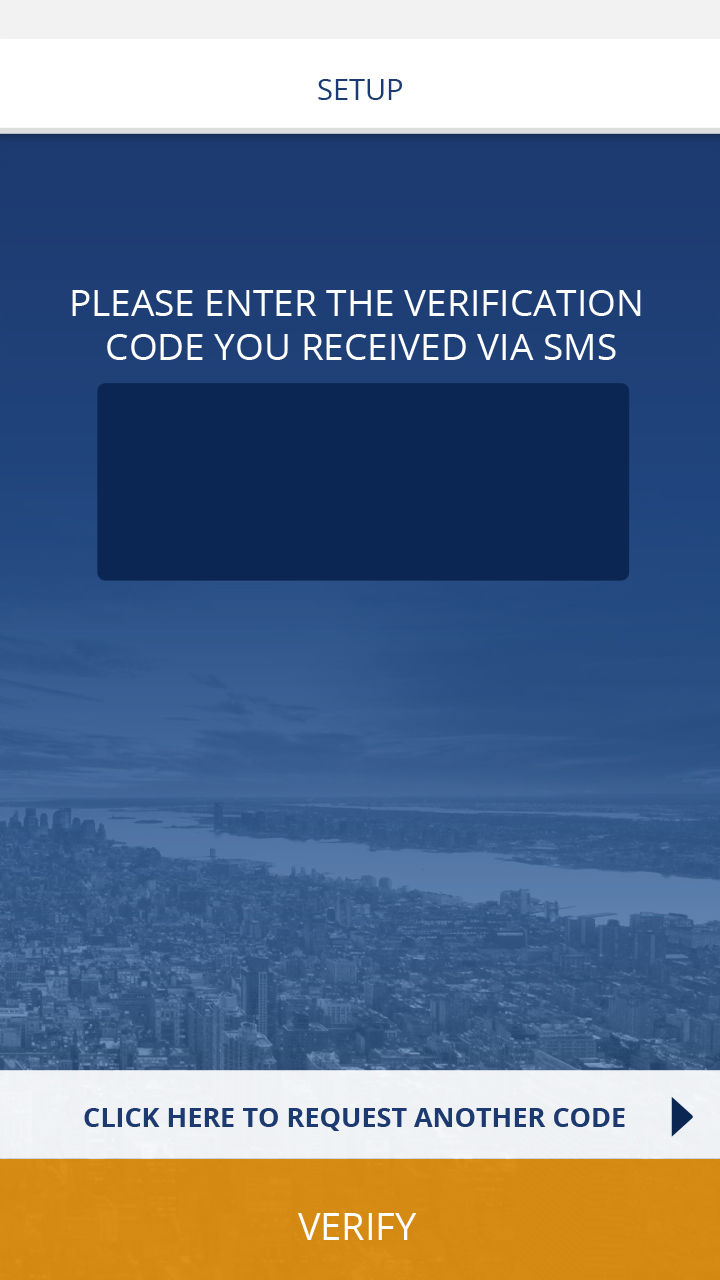 SETUP
PLEASE ENTER THE VERIFICATION
CODE YOU RECEIVED VIA SMS
CLICK HERE TO REQUEST ANOTHER CODE
VERIFY